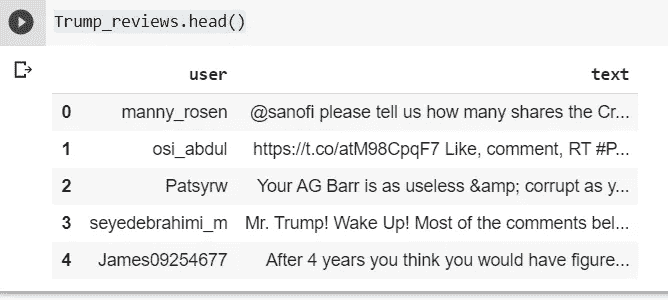 Trump_reviews.head()
user text
0 manny_rosen @sanofi please tell us how many shares the Cr...
1 osi_abdul https://t.co/atM98CpqF7 Like, comment, RT #P...
2 Patsyrw Your AG Barr is as useless &amp; corrupt as y...
3 seyedebrahimi_m Mr. Trump! Wake Up! Most of the comments bel...
4 James09254677 After 4 years you think you would have figure...